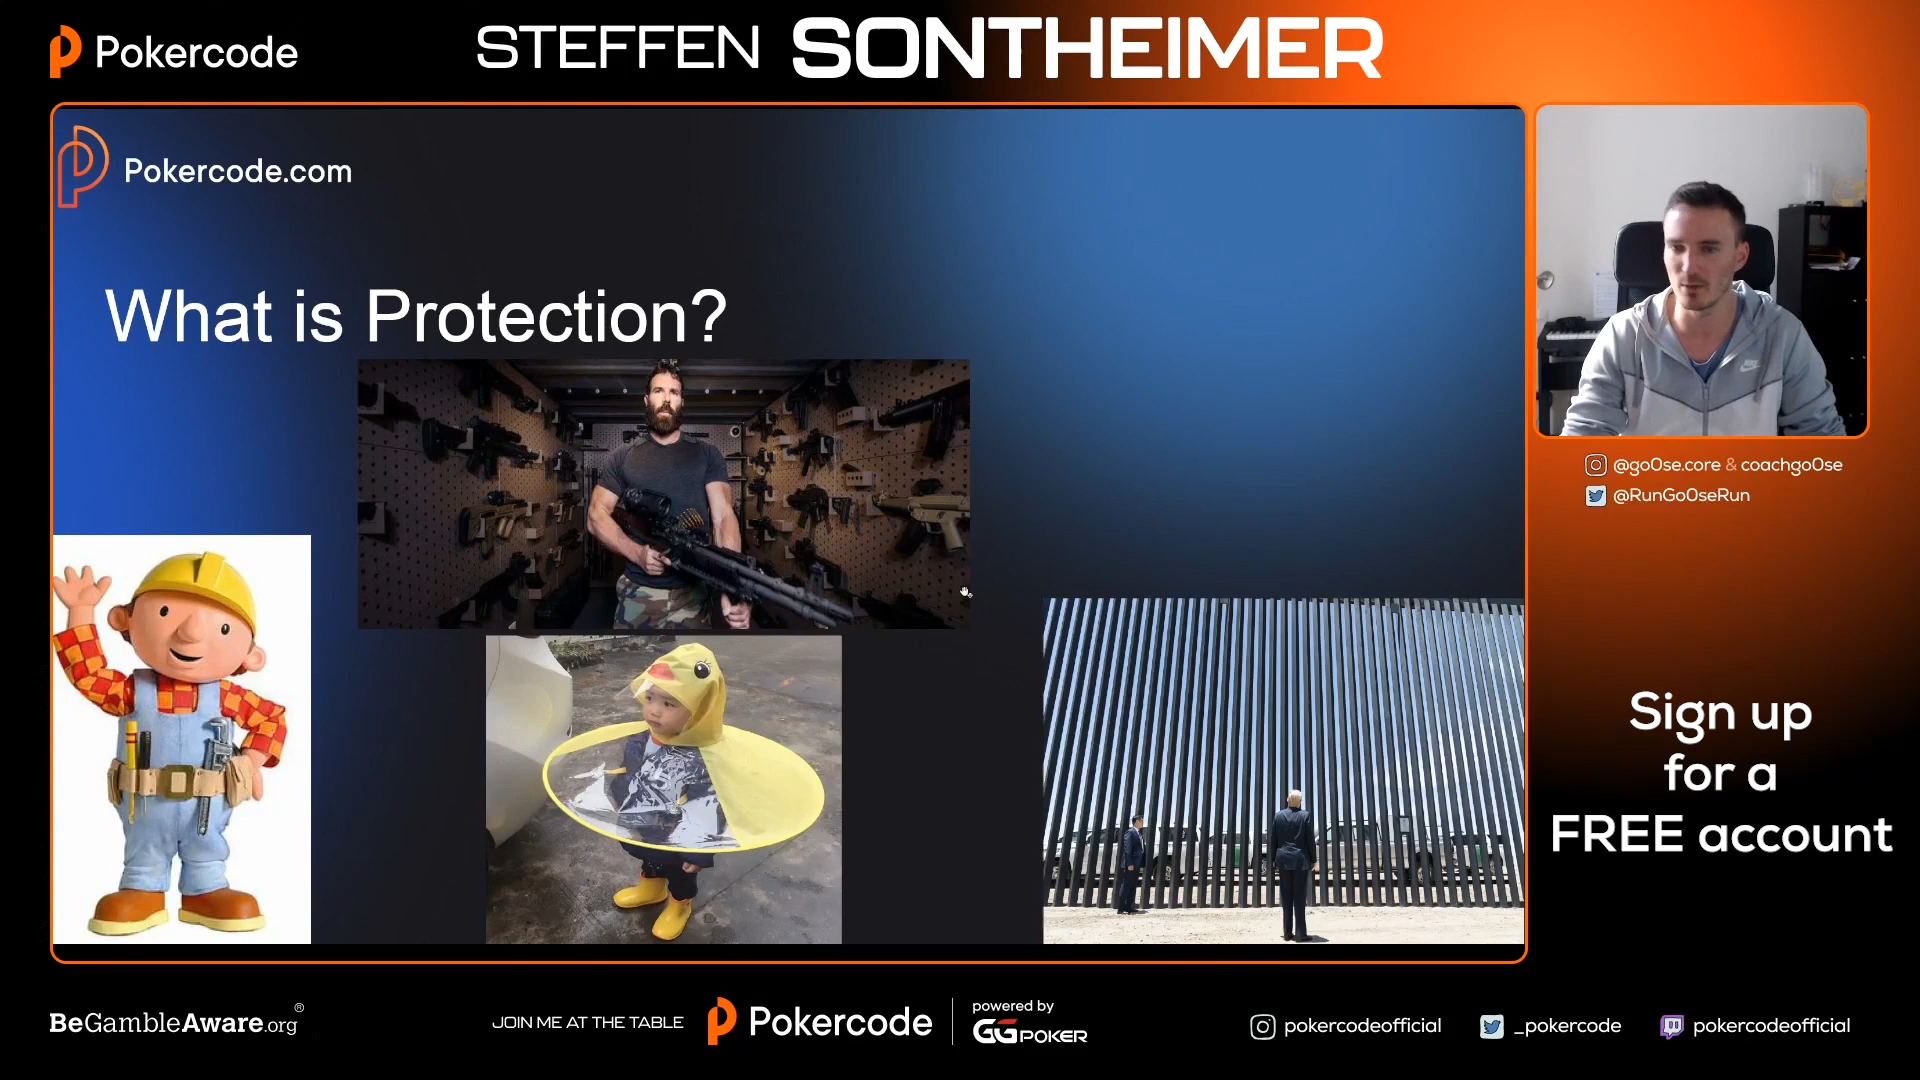 Pokercode
STEFFEN SONTHEIMER
Pokercode.com
What is Protection?
@go0se.core & coachgo0se
@RunGo0seRun
Sign up
for a
FREE account
BeGambleAware.org®
JOIN ME AT THE TABLE
Pokercode
powered by
GGPOKER
pokercodeofficial
_pokercode
pokercodeofficial